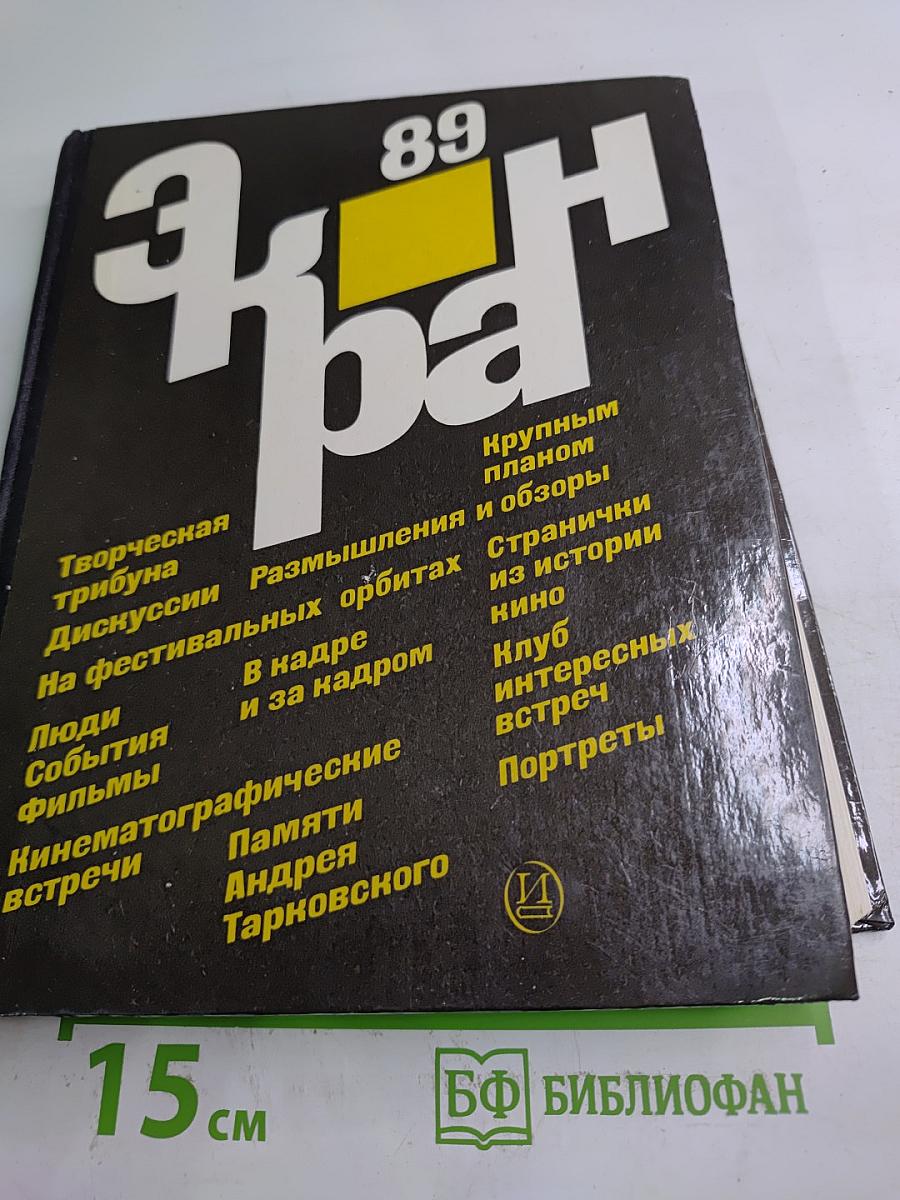 89
Экран
Крупным
планом
Творческая
трибуна
Размышления и обзоры
Дискуссии
Странички
из истории
кино
На фестивальных орбитах
В кадре
и за кадром
Клуб
интересных
встреч
Люди
События
Фильмы
Портреты
Кинематографические
встречи
Памяти
Андрея
Тарковского
И
15 см
БФ БИБЛИОФАН